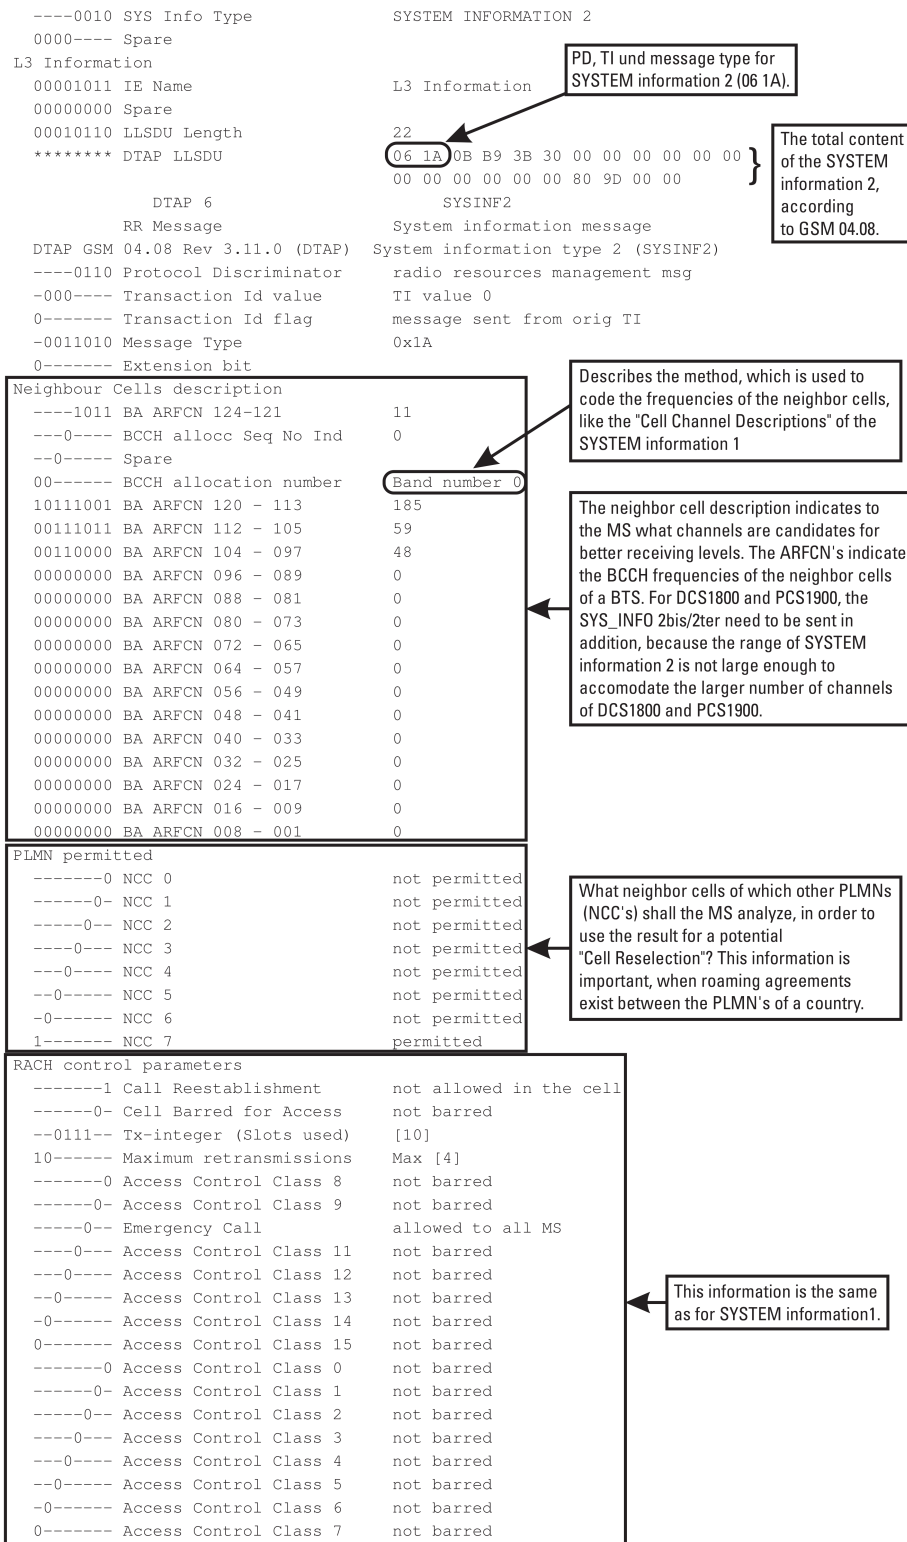 ----0010 SYS Info Type SYSTEM INFORMATION 2
0000---- Spare
L3 Information
00001011 IE Name L3 Information
00000000 Spare
00010110 LLSDU Length 22
******** DTAP LLSDU 06 1A 0B B9 3B 30 00 00 00 00 00 00
00 00 00 00 00 00 80 9D 00 00
PD, TI und message type for
SYSTEM information 2 (06 1A).
The total content
of the SYSTEM
information 2,
according
to GSM 04.08.
DTAP 6 SYSINF2
RR Message System information message
DTAP GSM 04.08 Rev 3.11.0 (DTAP) System information type 2 (SYSINF2)
----0110 Protocol Discriminator radio resources management msg
-000---- Transaction Id value TI value 0
0------- Transaction Id flag message sent from orig TI
-0011010 Message Type 0x1A
0------- Extension bit
Neighbour Cells description
----1011 BA ARFCN 124-121 11
---0---- BCCH allocc Seq No Ind 0
--0----- Spare
00------ BCCH allocation number Band number 0
10111001 BA ARFCN 120 - 113 185
00111011 BA ARFCN 112 - 105 59
00110000 BA ARFCN 104 - 097 48
00000000 BA ARFCN 096 - 089 0
00000000 BA ARFCN 088 - 081 0
00000000 BA ARFCN 080 - 073 0
00000000 BA ARFCN 072 - 065 0
00000000 BA ARFCN 064 - 057 0
00000000 BA ARFCN 056 - 049 0
00000000 BA ARFCN 048 - 041 0
00000000 BA ARFCN 040 - 033 0
00000000 BA ARFCN 032 - 025 0
00000000 BA ARFCN 024 - 017 0
00000000 BA ARFCN 016 - 009 0
00000000 BA ARFCN 008 - 001 0
Describes the method, which is used to
code the frequencies of the neighbor cells,
like the "Cell Channel Descriptions" of the
SYSTEM information 1
The neighbor cell description indicates to
the MS what channels are candidates for
better receiving levels. The ARFCN's indicate
the BCCH frequencies of the neighbor cells
of a BTS. For DCS1800 and PCS1900, the
SYS_INFO 2bis/2ter need to be sent in
addition, because the range of SYSTEM
information 2 is not large enough to
accomodate the larger number of channels
of DCS1800 and PCS1900.
PLMN permitted
-------0 NCC 0 not permitted
------0- NCC 1 not permitted
-----0-- NCC 2 not permitted
----0--- NCC 3 not permitted
---0---- NCC 4 not permitted
--0----- NCC 5 not permitted
-0------ NCC 6 not permitted
1------- NCC 7 permitted
What neighbor cells of which other PLMNs
(NCC's) shall the MS analyze, in order to
use the result for a potential
"Cell Reselection"? This information is
important, when roaming agreements
exist between the PLMN's of a country.
RACH control parameters
-------1 Call Reestablishment not allowed in the cell
------0- Cell Barred for Access not barred
--0111-- Tx-integer (Slots used) [10]
10------ Maximum retransmissions Max [4]
-------0 Access Control Class 8 not barred
------0- Access Control Class 9 not barred
-----0-- Emergency Call allowed to all MS
----0--- Access Control Class 11 not barred
---0---- Access Control Class 12 not barred
--0----- Access Control Class 13 not barred
-0------ Access Control Class 14 not barred
0------- Access Control Class 15 not barred
-------0 Access Control Class 0 not barred
------0- Access Control Class 1 not barred
-----0-- Access Control Class 2 not barred
----0--- Access Control Class 3 not barred
---0---- Access Control Class 4 not barred
--0----- Access Control Class 5 not barred
-0------ Access Control Class 6 not barred
0------- Access Control Class 7 not barred
This information is the same
as for SYSTEM information1.